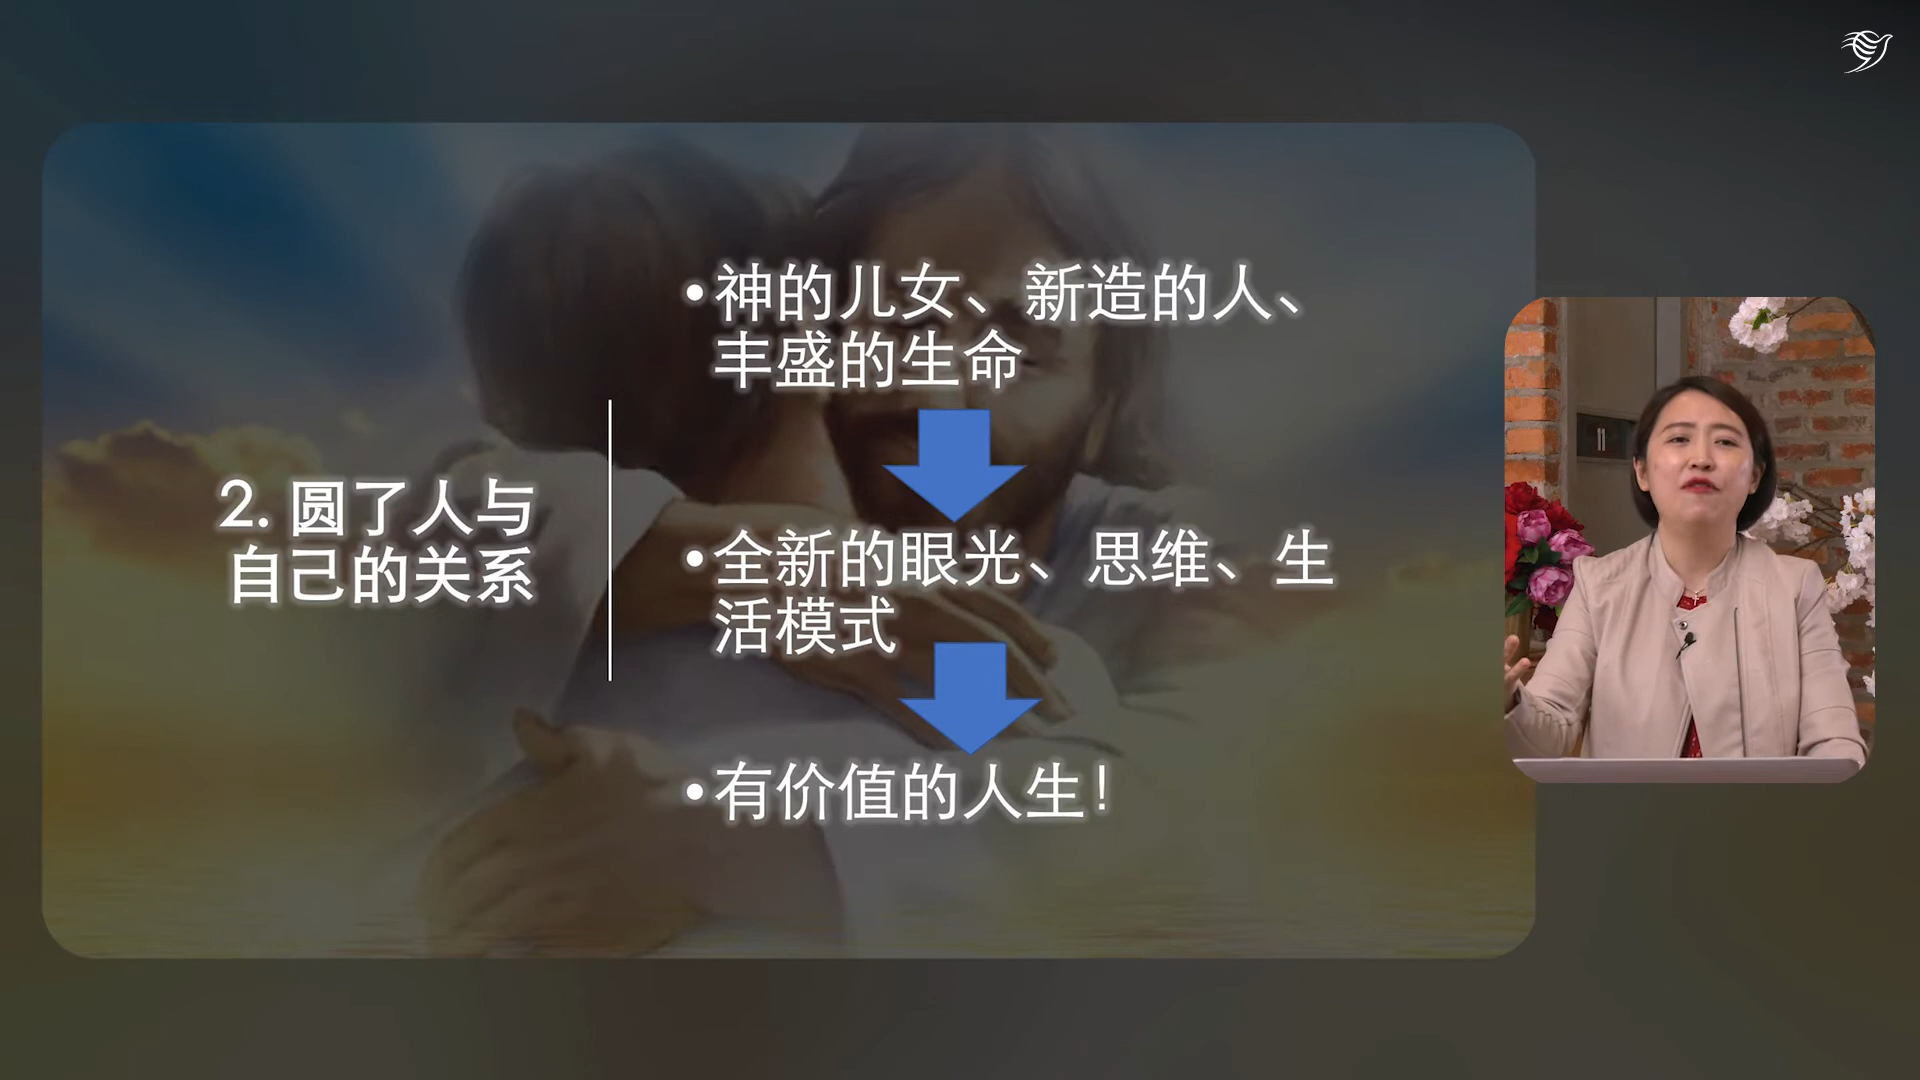 2. 圆了人与
自己的关系
•神的儿女、新造的人、
丰盛的生命
•全新的眼光、思维、生
活模式
•有价值的人生！